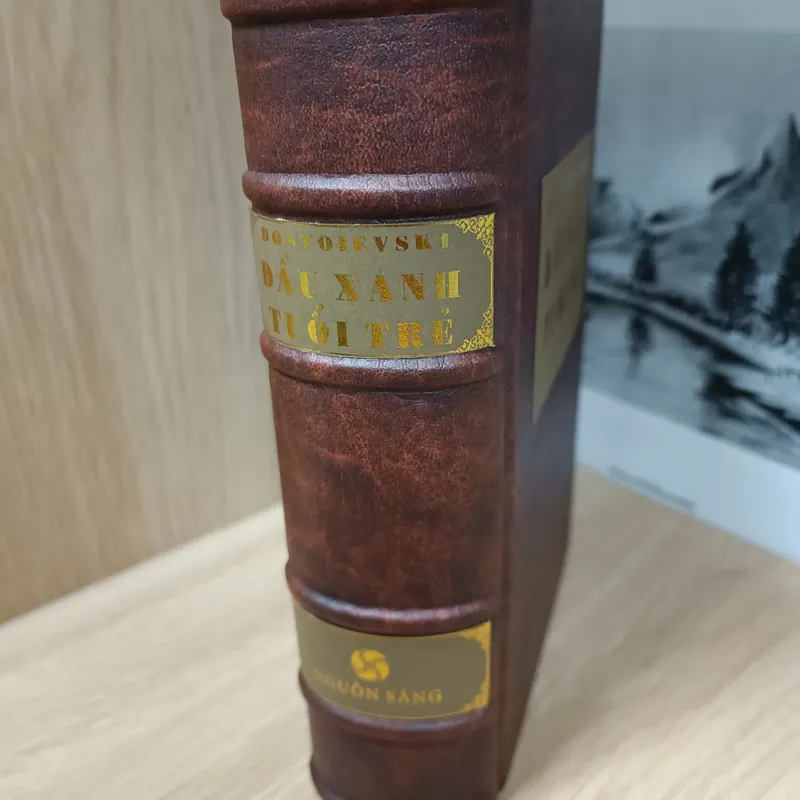 DOSTOIEVSKI
ĐẦU XANH
TUỔI TRẺ
NGUỒN SÁNG